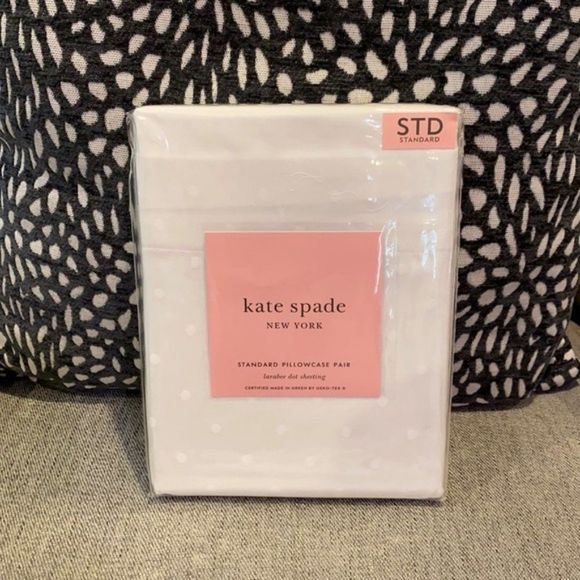 STD
STANDARD
kate spade
NEW YORK
STANDARD PILLOWCASE PAIR
larabee dot sheeting
CERTIFIED MADE IN GREEN BY OEKO-TEX ®